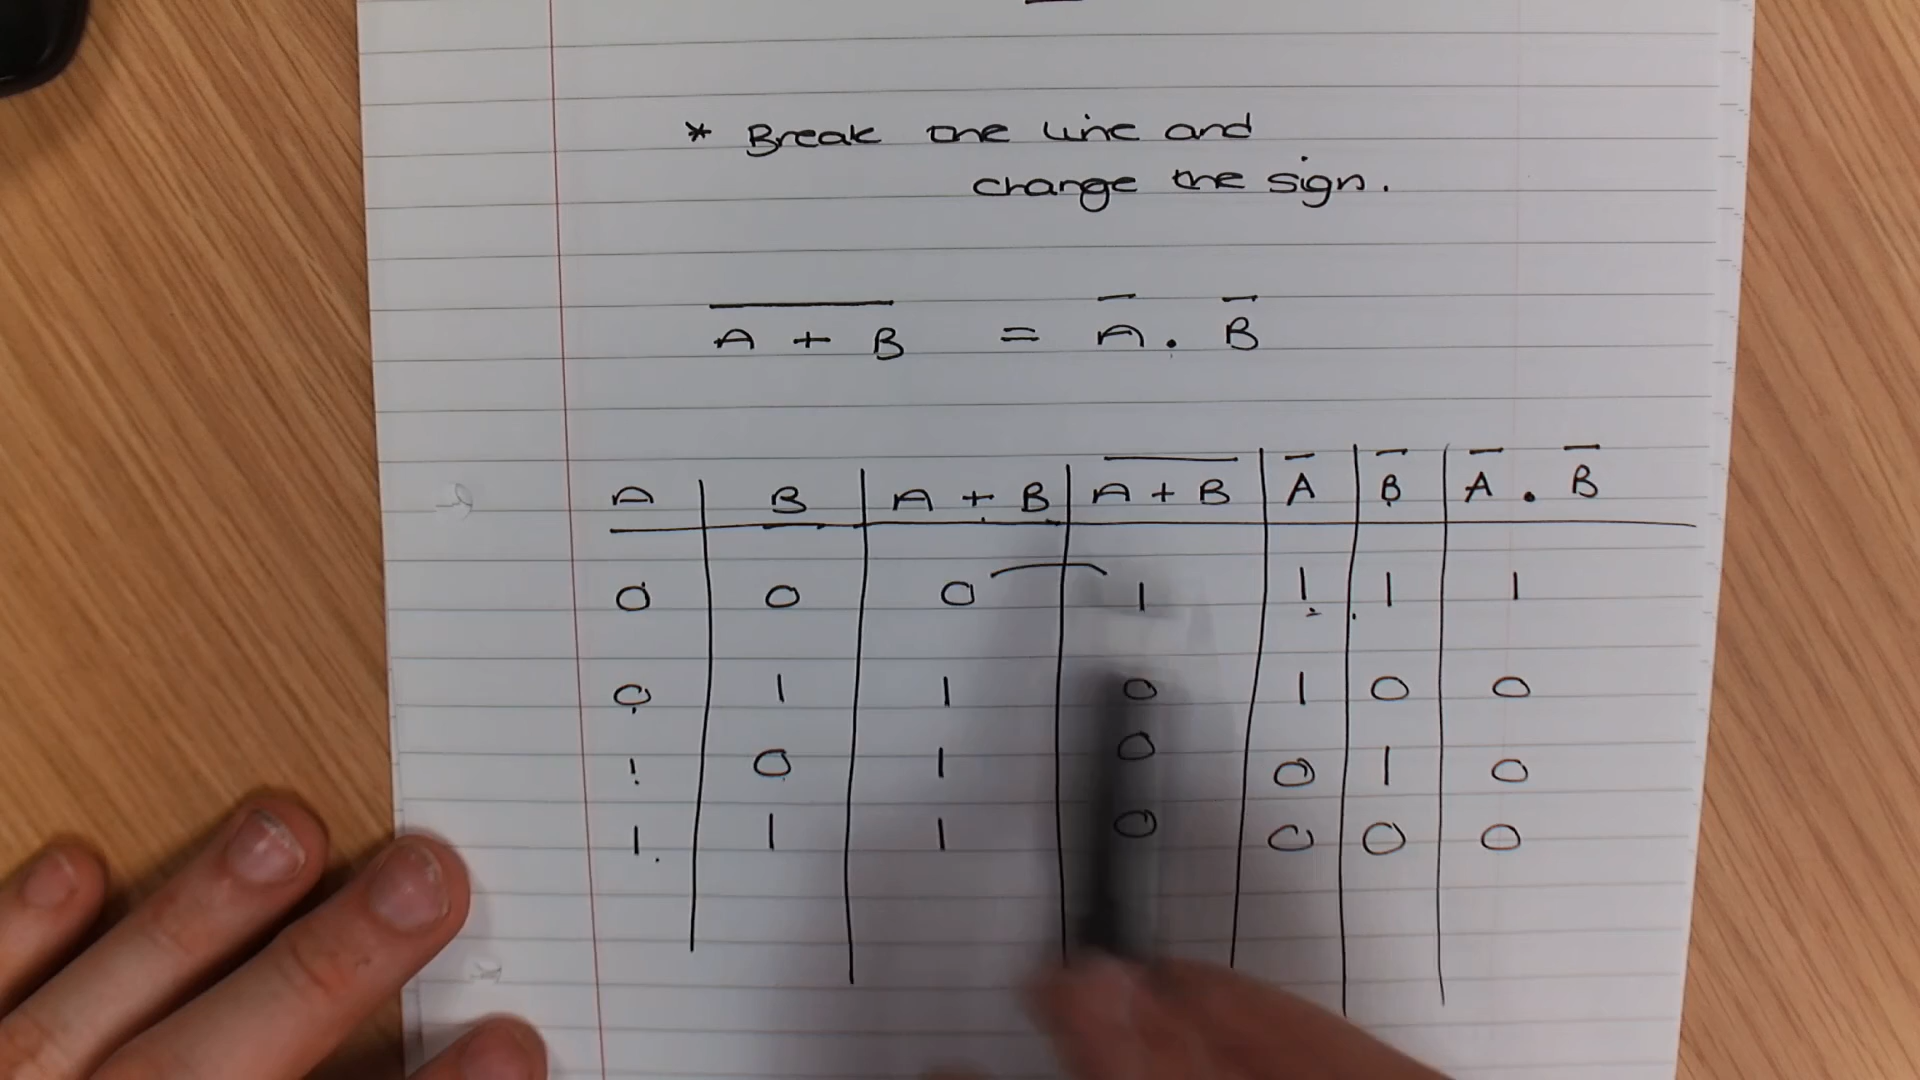 * Break the line and
change the sign.
A̅ ̅+̅ ̅B̅ = A̅ . B̅
A | B | A + B | A̅ ̅+̅ ̅B̅ | A̅ | B̅ | A̅ . B̅
0 0 0 1 1 1 1
0 1 1 0 1 0 0
1 0 1 0 0 1 0
1 1 1 0 0 0 0